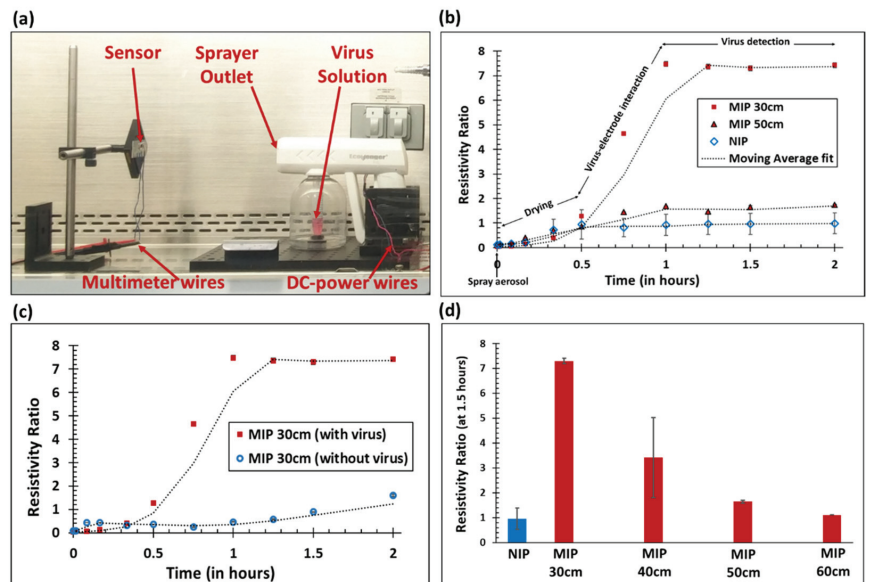 (a)
Sensor
Sprayer
Outlet
Virus
Solution
Multimeter wires
DC-power wires
(b)
Resistivity Ratio
8
7
6
5
4
3
2
1
0
Drying
Virus-electrode interaction
Virus detection
MIP 30cm
MIP 50cm
NIP
Moving Average fit
0 0.5 1 1.5 2
Spray aerosol
Time (in hours)
(c)
Resistivity Ratio
8
7
6
5
4
3
2
1
0
MIP 30cm (with virus)
MIP 30cm (without virus)
0 0.5 1 1.5 2
Time (in hours)
(d)
Resistivity Ratio (at 1.5 hours)
8
7
6
5
4
3
2
1
0
NIP MIP MIP MIP MIP
30cm 40cm 50cm 60cm